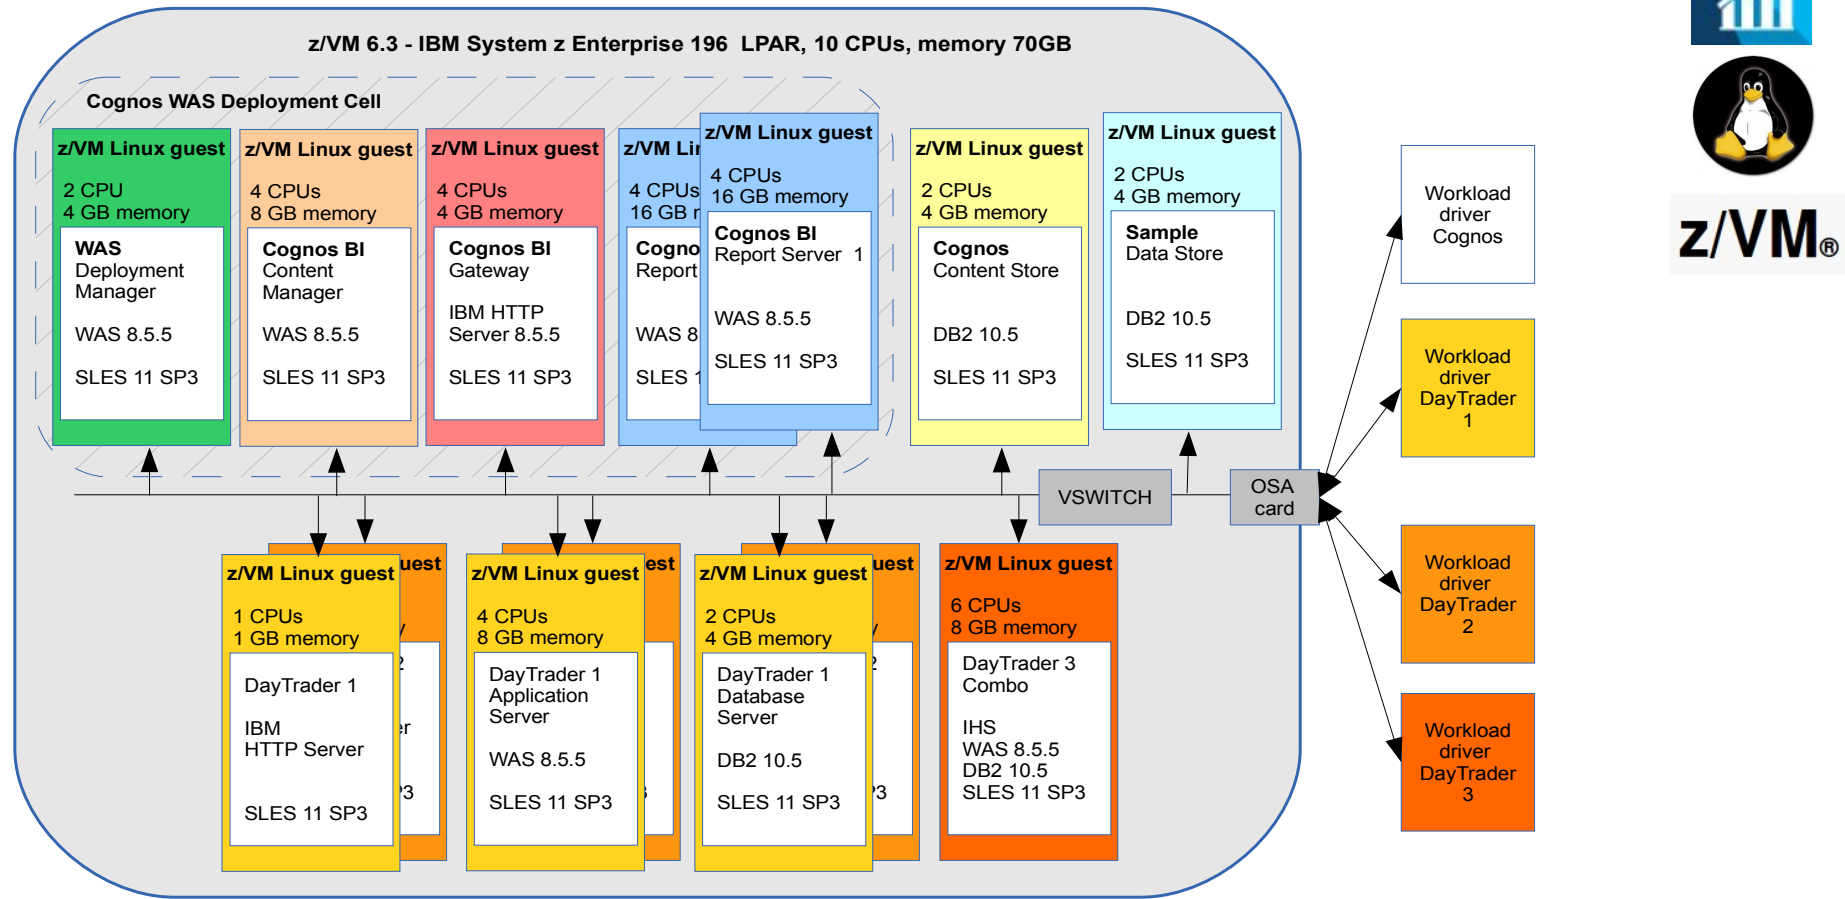 z/VM 6.3 - IBM System z Enterprise 196 LPAR, 10 CPUs, memory 70GB
Cognos WAS Deployment Cell
z/VM Linux guest
2 CPU
4 GB memory
WAS
Deployment
Manager
WAS 8.5.5
SLES 11 SP3
z/VM Linux guest
4 CPUs
8 GB memory
Cognos BI
Content
Manager
WAS 8.5.5
SLES 11 SP3
z/VM Linux guest
4 CPUs
4 GB memory
Cognos BI
Gateway
IBM HTTP
Server 8.5.5
SLES 11 SP3
z/VM
4 CPUs
16 GB
Report
WAS 8
SLES 1
z/VM Linux guest
4 CPUs
16 GB memory
Cognos BI
Report Server 1
WAS 8.5.5
SLES 11 SP3
z/VM Linux guest
2 CPUs
4 GB memory
Cognos
Content Store
DB2 10.5
SLES 11 SP3
z/VM Linux guest
2 CPUs
4 GB memory
Sample
Data Store
DB2 10.5
SLES 11 SP3
VSWITCH
OSA
card
z/VM Linux guest
1 CPUs
1 GB memory
DayTrader 1
IBM
HTTP Server
SLES 11 SP3
z/VM Linux guest
4 CPUs
8 GB memory
DayTrader 1
Application
Server
WAS 8.5.5
SLES 11 SP3
z/VM Linux guest
2 CPUs
4 GB memory
DayTrader 1
Database
Server
DB2 10.5
SLES 11 SP3
z/VM Linux guest
6 CPUs
8 GB memory
DayTrader 3
Combo
IHS
WAS 8.5.5
DB2 10.5
SLES 11 SP3
Workload
driver
Cognos
Workload
driver
DayTrader
1
Workload
driver
DayTrader
2
Workload
driver
DayTrader
3
z/VM®